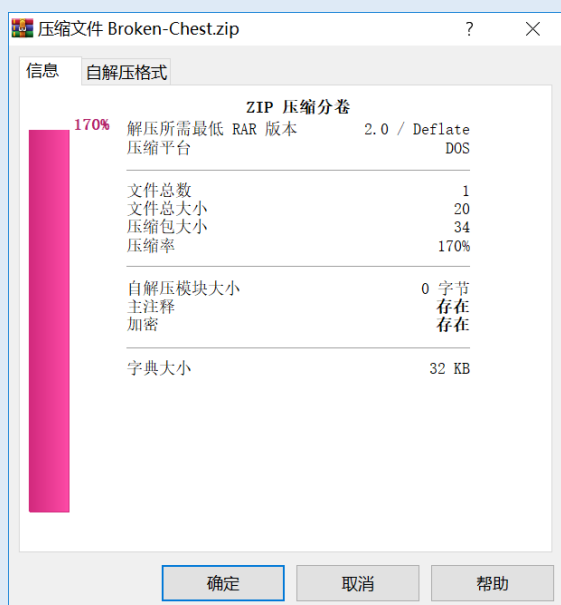 压缩文件 Broken-Chest.zip
信息 自解压格式
ZIP 压缩分卷
170%
解压所需最低 RAR 版本 2.0 / Deflate
压缩平台 DOS
文件总数 1
文件总大小 20
压缩包大小 34
压缩率 170%
自解压模块大小 0 字节
主注释 存在
加密 存在
字典大小 32 KB
确定 取消 帮助